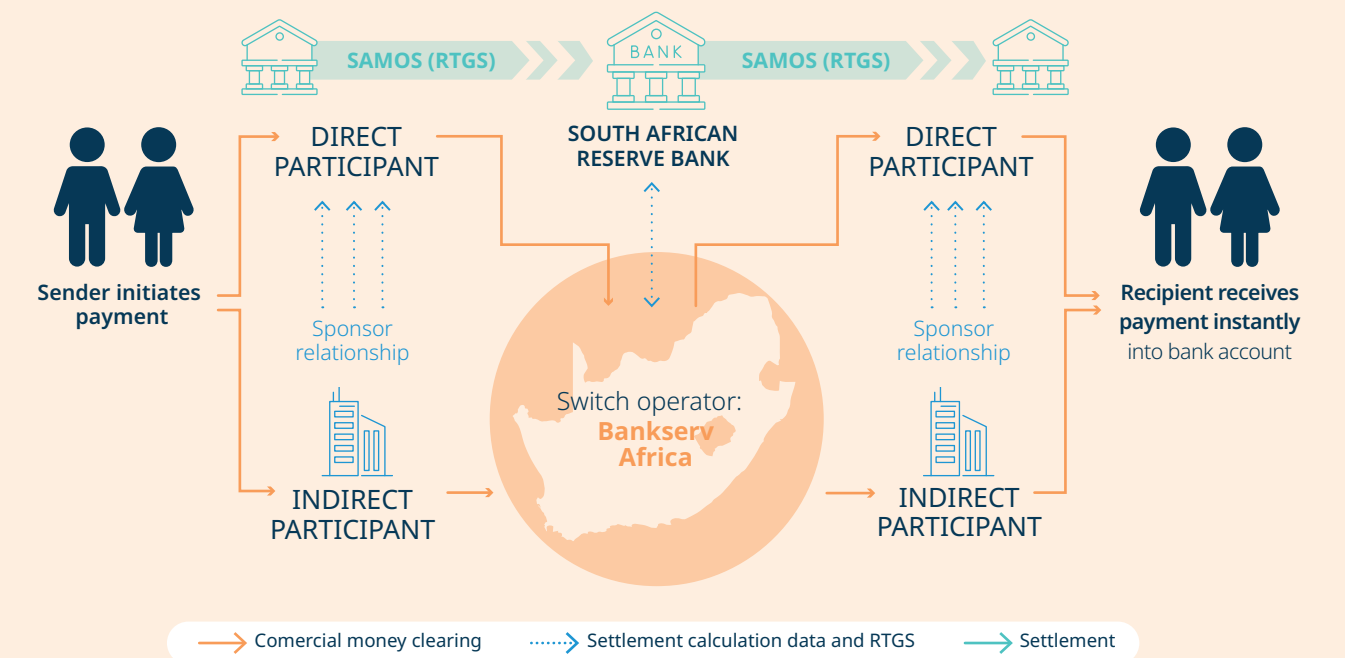 SAMOS (RTGS)
BANK
SAMOS (RTGS)
SOUTH AFRICAN
RESERVE BANK
DIRECT
PARTICIPANT
DIRECT
PARTICIPANT
Sender initiates
payment
Sponsor
relationship
Sponsor
relationship
Recipient receives
payment instantly
into bank account
Switch operator:
Bankserv
Africa
INDIRECT
PARTICIPANT
INDIRECT
PARTICIPANT
Comercial money clearing
Settlement calculation data and RTGS
Settlement